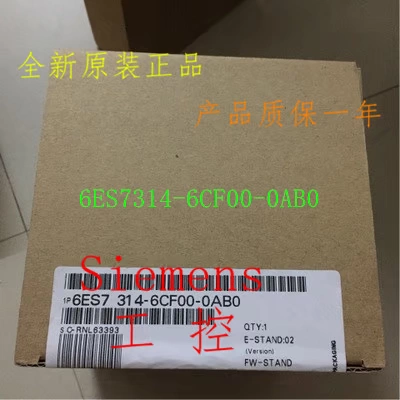 全新原装正品
产品质保一年
6ES7314-6CF00-0AB0
Siemens
1P 6ES7 314-6CF00-0AB0
S C-RNL63393
工控
QTY:1
E-STAND:02
(Version)
FW-STAND
PACKAGING